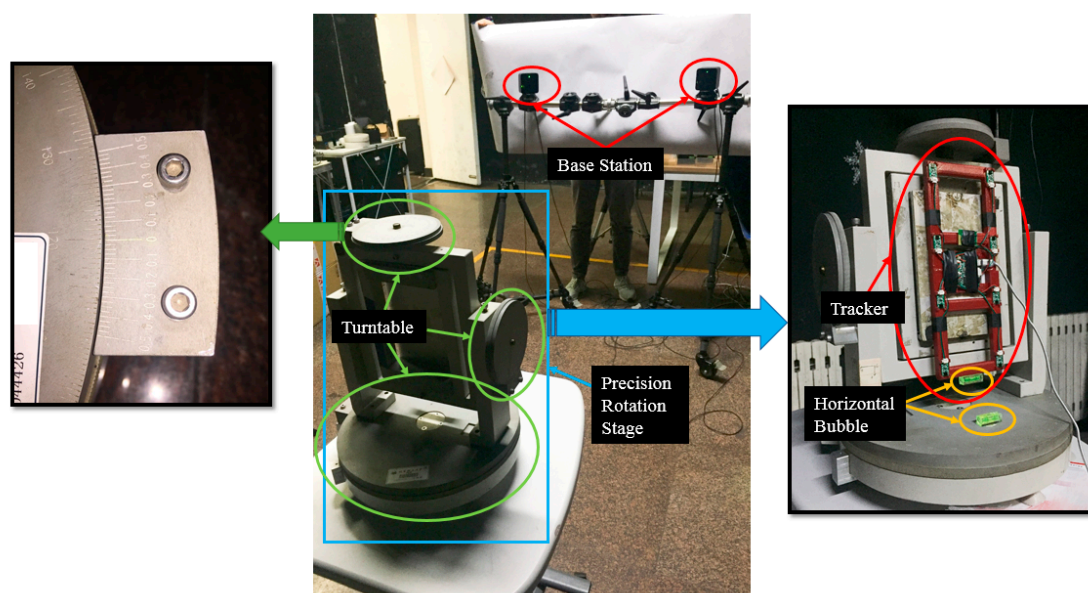 Base Station
Turntable
Precision
Rotation
Stage
Tracker
Horizontal
Bubble